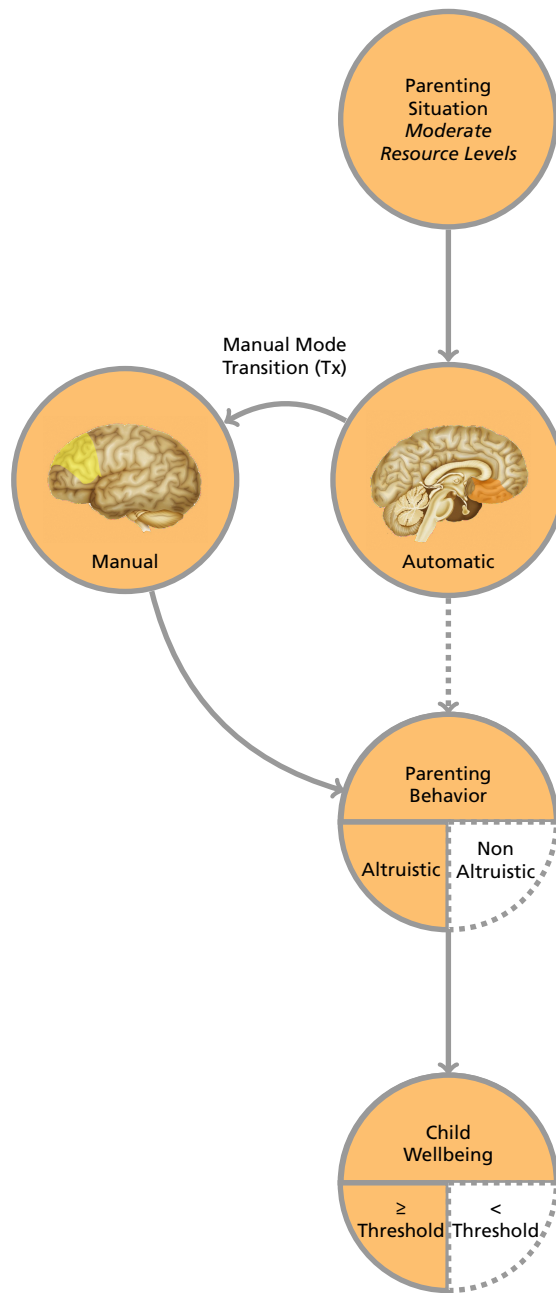 Parenting
Situation
Moderate
Resource Levels
Manual Mode
Transition (Tx)
Manual
Automatic
Parenting
Behavior
Altruistic
Non
Altruistic
Child
Wellbeing
≥
Threshold
<
Threshold